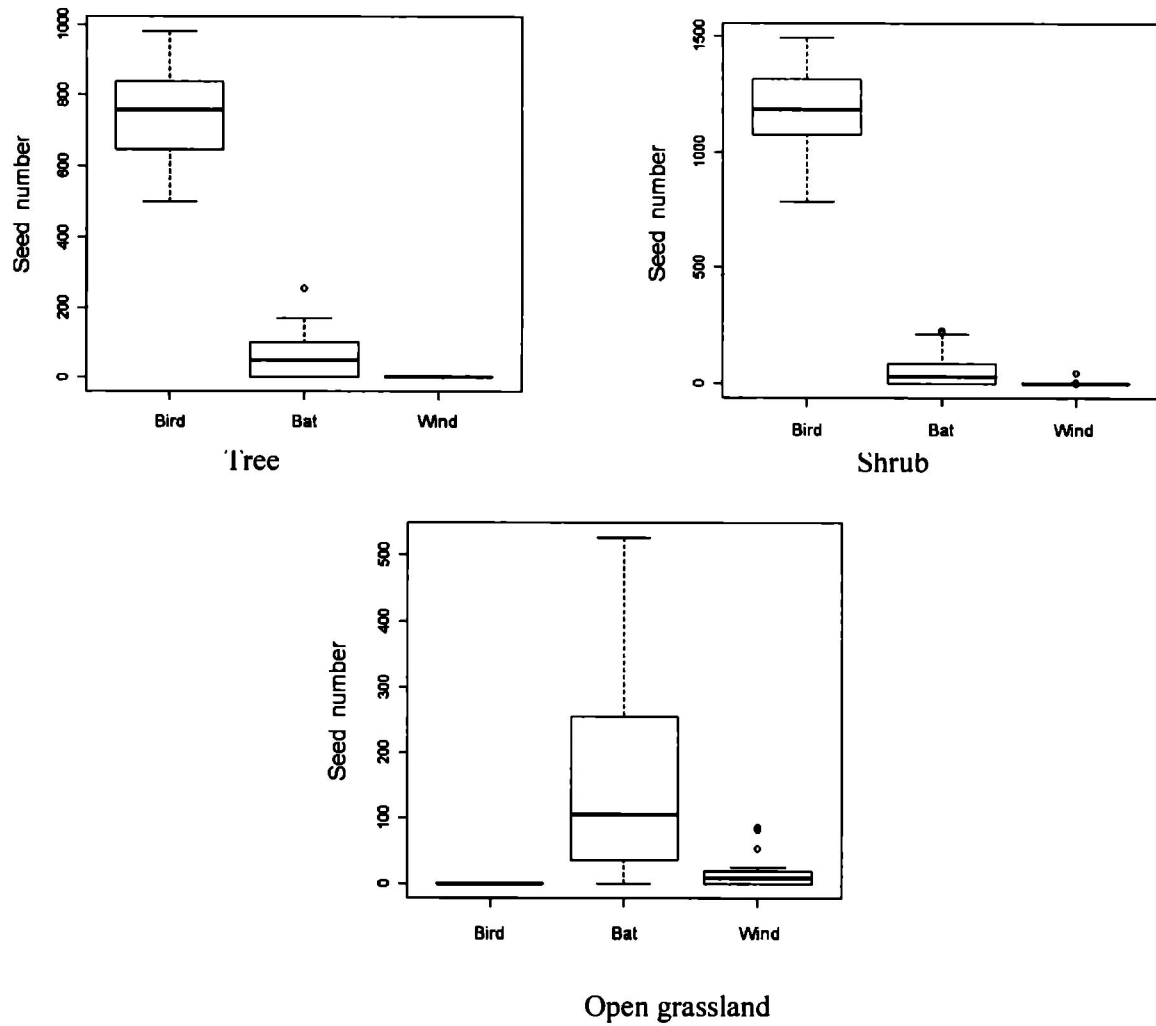 Seed number
0 200 400 600 800 1000
Bird Bat Wind
Tree
Seed number
0 500 1000 1500
Bird Bat Wind
Shrub
Seed number
0 100 200 300 400 500
Bird Bat Wind
Open grassland